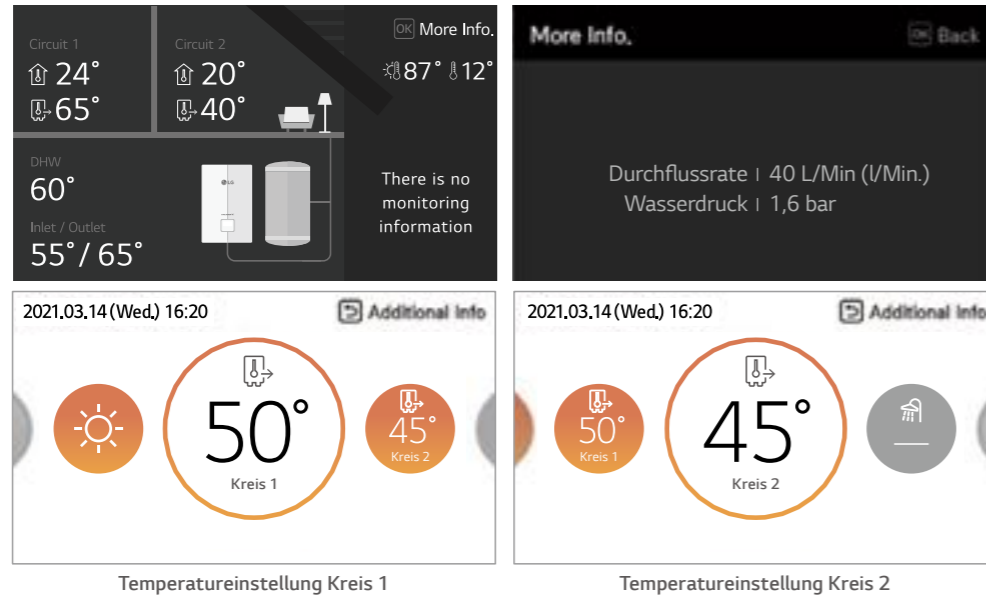 Circuit 1
24°
65°
Circuit 2
20°
40°
OK More Info.
87° 12°
DHW
60°
Inlet / Outlet
55° / 65°
LG
There is no
monitoring
information
More Info.
OK Back
Durchflussrate | 40 L/Min (l/Min.)
Wasserdruck | 1,6 bar
2021.03.14 (Wed.) 16:20
Additional Info
50°
Kreis 1
45°
Kreis 2
Temperatureinstellung Kreis 1
2021.03.14 (Wed.) 16:20
Additional Info
50°
Kreis 1
45°
Kreis 2
Temperatureinstellung Kreis 2